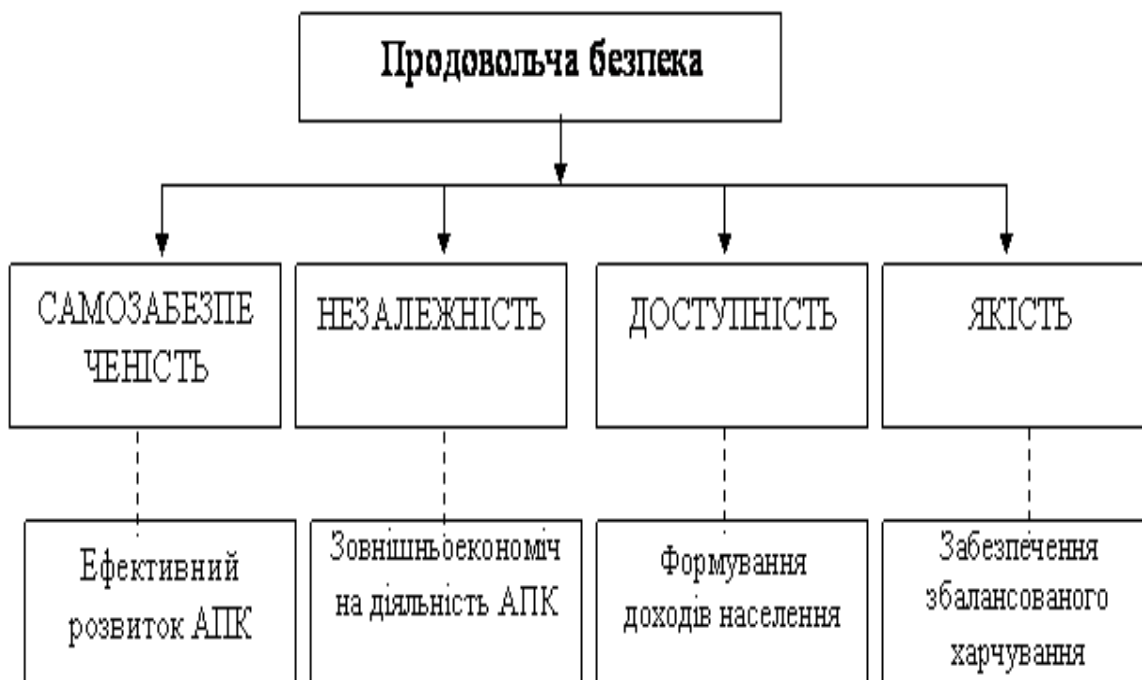 Продовольча безпека
САМОЗАБЕЗПЕ
ЧЕНІСТЬ
НЕЗАЛЕЖНІСТЬ
ДОСТУПНІСТЬ
ЯКІСТЬ
Ефективний
розвиток АПК
Зовнішньоекономіч
на діяльність АПК
Формування
доходів населення
Забезпечення
збалансованого
харчування